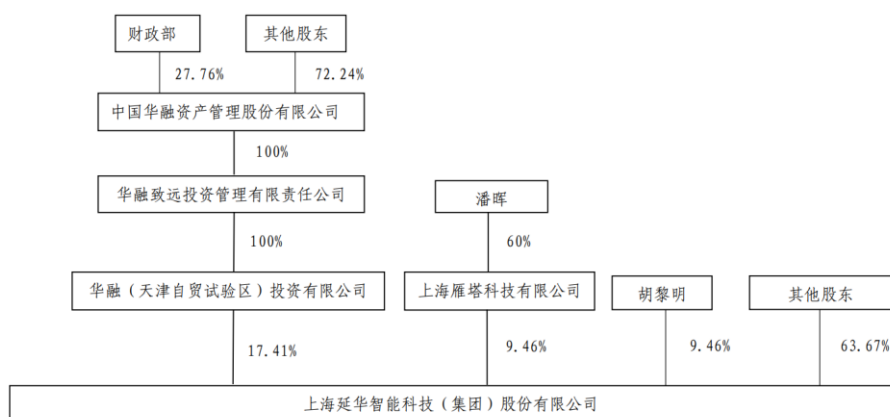 财政部 其他股东
27.76% 72.24%
中国华融资产管理股份有限公司
100%
华融致远投资管理有限责任公司 潘晖
100% 60%
华融(天津自贸试验区)投资有限公司 上海雁塔科技有限公司 胡黎明 其他股东
17.41% 9.46% 9.46% 63.67%
上海延华智能科技(集团)股份有限公司